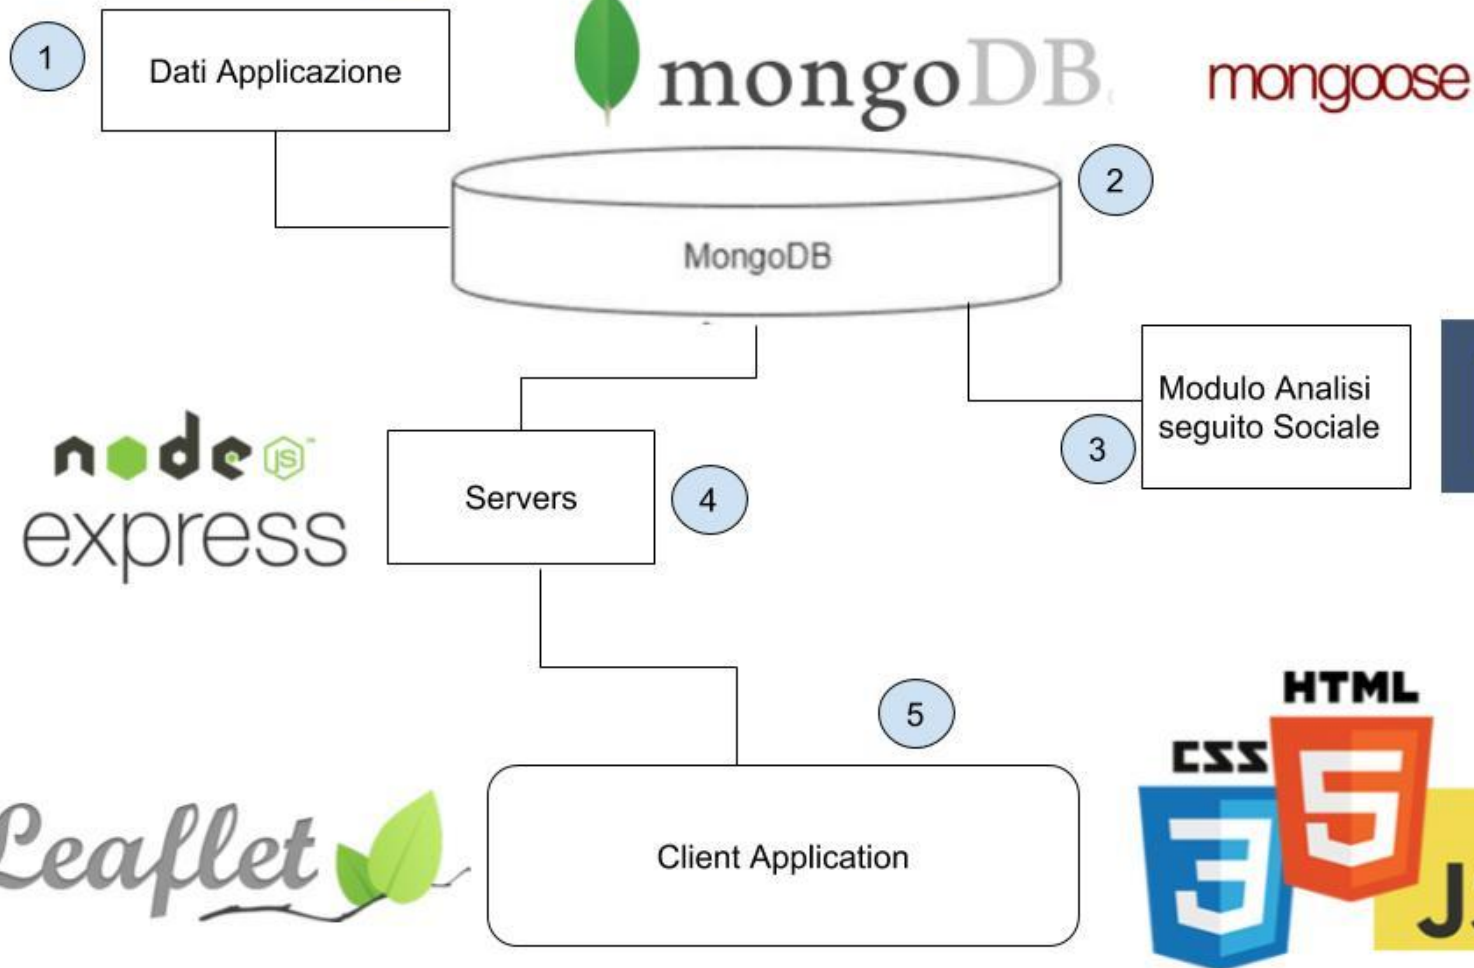 1
Dati Applicazione
mongoDB
mongoose
2
MongoDB
Modulo Analisi
seguito Sociale
3
node JS™
express
Servers
4
5
HTML
5
CSS
3
JS
Leaflet
Client Application